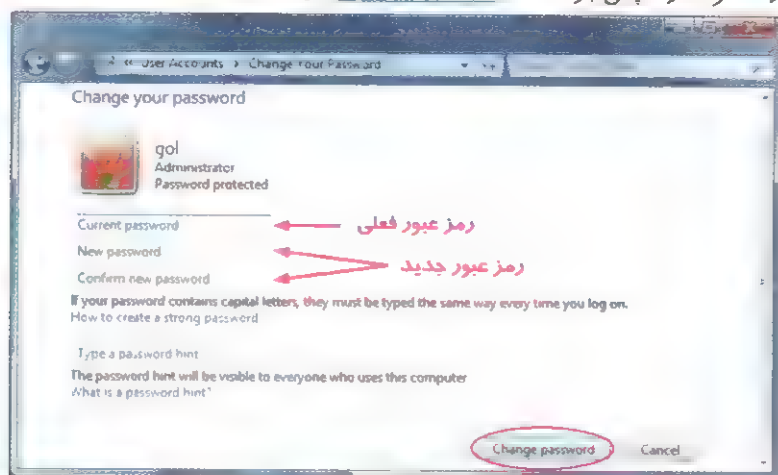 « User Accounts › Change Your Password
Change your password
gol
Administrator
Password protected
Current password رمز عبور فعلی
New password
رمز عبور جدید
Confirm new password
If your password contains capital letters, they must be typed the same way every time you log on.
How to create a strong password
Type a password hint
The password hint will be visible to everyone who uses this computer
What is a password hint?
Change password Cancel